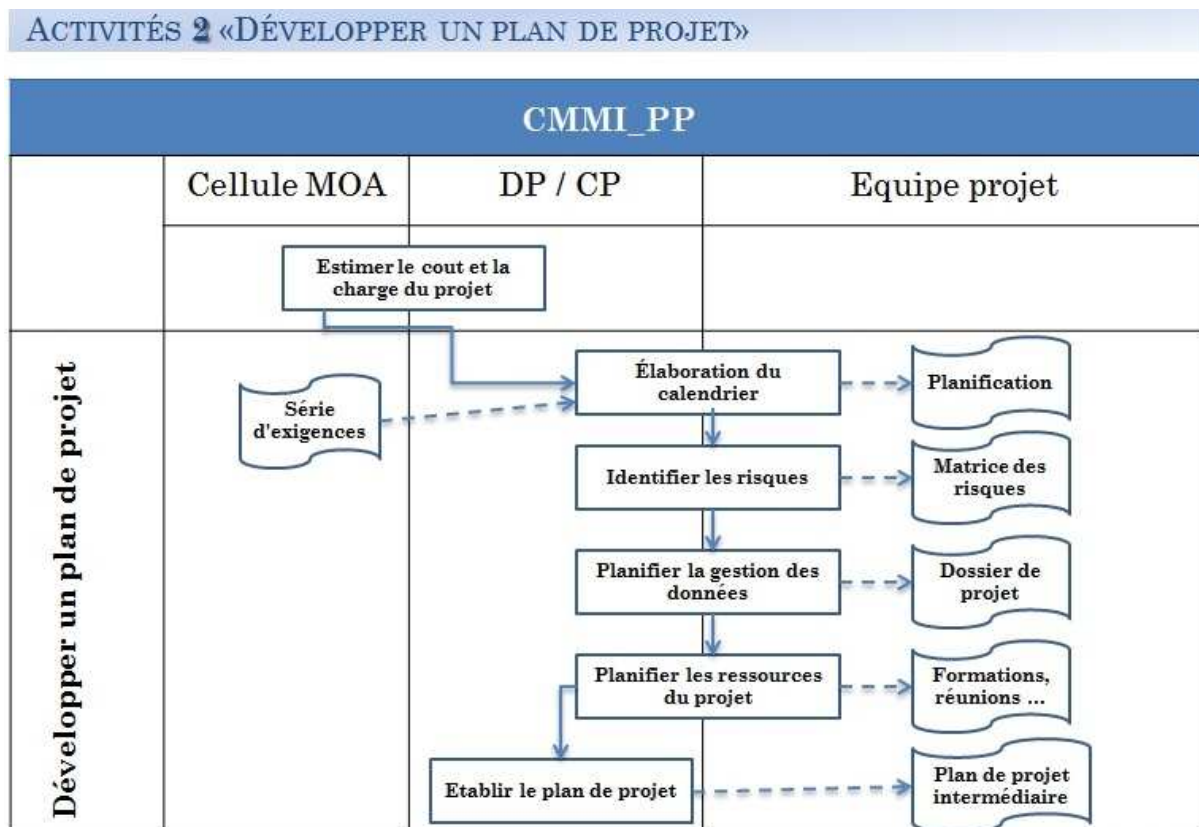 ACTIVITÉS 2 «DÉVELOPPER UN PLAN DE PROJET»
CMMI_PP
Cellule MOA
DP / CP
Equipe projet
Estimer le cout et la
charge du projet
Développer un plan de projet
Série
d'exigences
Élaboration du
calendrier
Planification
Identifier les risques
Matrice des
risques
Planifier la gestion des
données
Dossier de
projet
Planifier les ressources
du projet
Formations,
réunions ...
Etablir le plan de projet
Plan de projet
intermédiaire